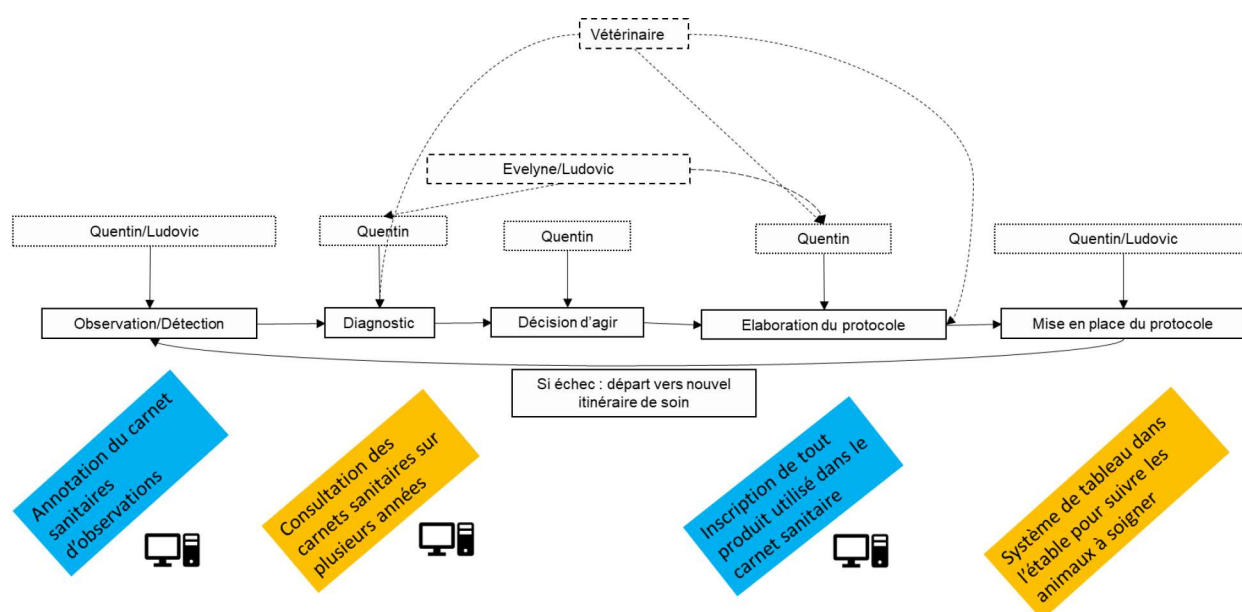 Vétérinaire
Evelyne/Ludovic
Quentin/Ludovic
Quentin
Quentin
Quentin
Quentin/Ludovic
Observation/Détection
Diagnostic
Décision d’agir
Elaboration du protocole
Mise en place du protocole
Si échec : départ vers nouvel
itinéraire de soin
Annotation du carnet
sanitaires
d’observations
Consultation des
carnets sanitaires sur
plusieurs années
Inscription de tout
produit utilisé dans le
carnet sanitaire
Système de tableau dans
l’étable pour suivre les
animaux à soigner